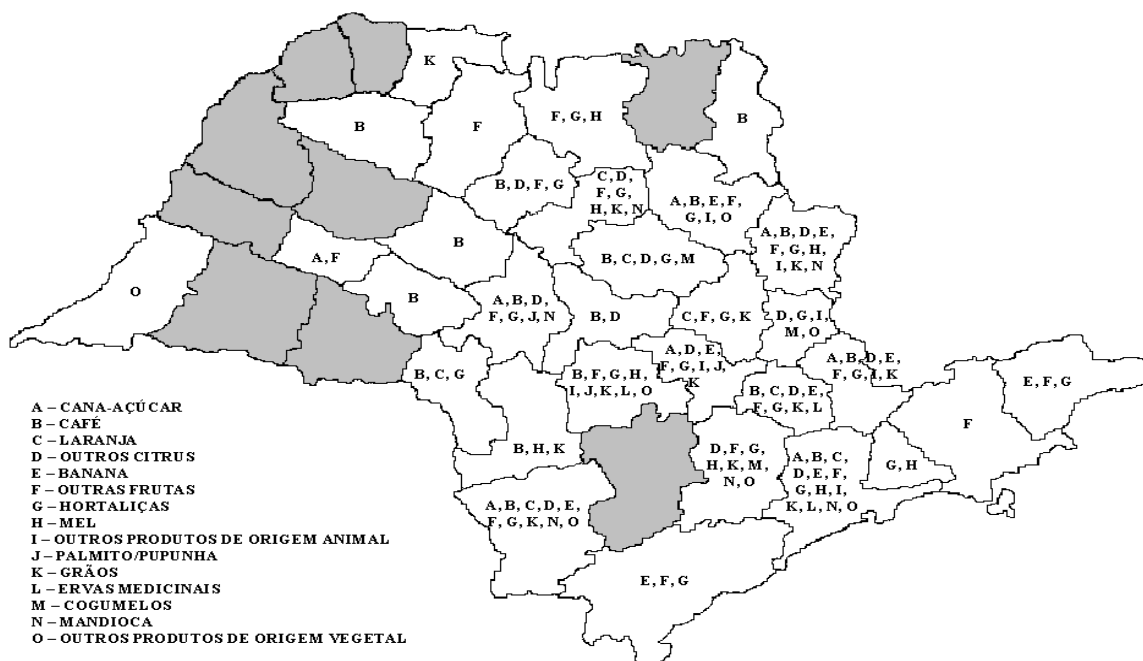 K
B
F
F, G, H
B
B, D, F, G
C, D,
F, G,
H, K, N
A, B, E, F,
G, I, O
A, B, D, E,
F, G, H,
I, K, N
A, F
B
B, C, D, G, M
O
B
A, B, D,
F, G, J, N
B, D
C, F, G, K
D, G, I,
M, O
B, C, G
B, F, G, H,
I, J, K, L, O
A, D, E,
F, G, I, J,
K
A, B, D, E,
F, G, I, K
B, C, D, E,
F, G, K, L
E, F, G
F
B, H, K
D, F, G,
H, K, M,
N, O
A, B, C,
D, E, F,
G, H, I,
K, L, N, O
G, H
A, B, C, D, E,
F, G, K, N, O
E, F, G
A – CANA-AÇÚCAR
B – CAFÉ
C – LARANJA
D – OUTROS CITRUS
E – BANANA
F – OUTRAS FRUTAS
G – HORTALIÇAS
H – MEL
I – OUTROS PRODUTOS DE ORIGEM ANIMAL
J – PALMITO/PUPUNHA
K – GRÃOS
L – ERVAS MEDICINAIS
M – COGUMELOS
N – MANDIOCA
O – OUTROS PRODUTOS DE ORIGEM VEGETAL